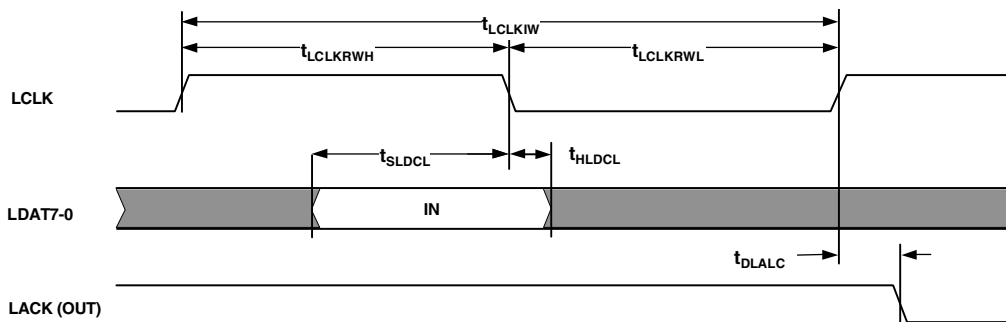 tLCLKIW
tLCLKRWH tLCLKRWL
LCLK
tSLDCL tHLDCL
LDAT7-0 IN
tDLALC
LACK (OUT)